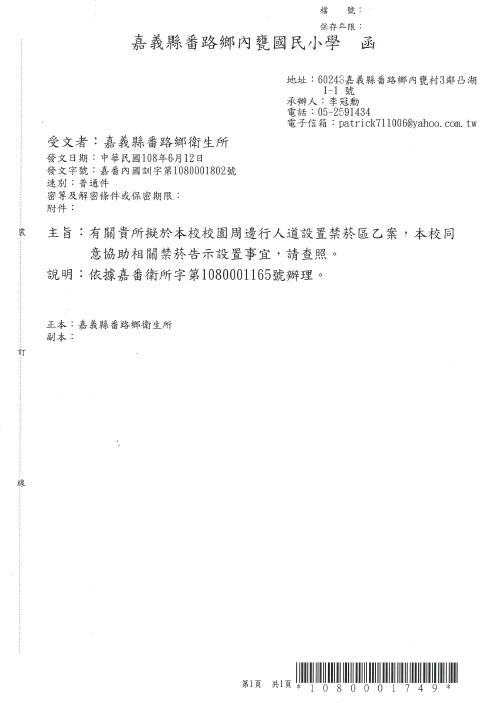 檔　　號：
保存年限：
嘉義縣番路鄉內甕國民小學　函
地址：60243嘉義縣番路鄉內甕村3鄰凸湖
1-1 號
承辦人：李冠勳
電話：05-2591434
電子信箱：patrick711006@yahoo.com.tw
受文者：嘉義縣番路鄉衛生所
發文日期：中華民國108年6月12日
發文字號：嘉番內國訓字第1080001802號
速別：普通件
密等及解密條件或保密期限：
附件：
主旨：有關貴所擬於本校校園周邊行人道設置禁菸區乙案，本校同
意協助相關禁菸告示設置事宜，請查照。
說明：依據嘉番衛所字第1080001165號辦理。
正本：嘉義縣番路鄉衛生所
副本：
裝
訂
線
第1頁　共1頁
*1080001749*